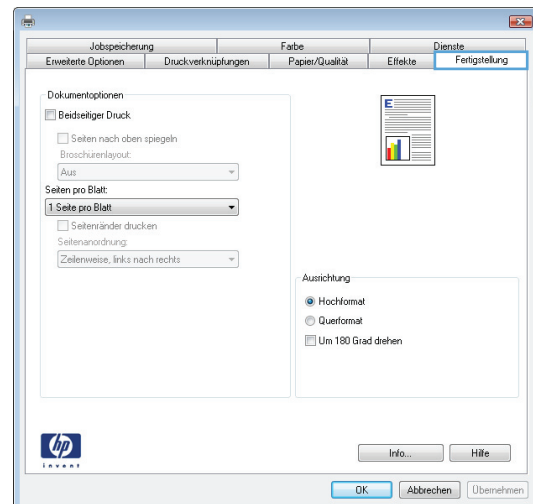 Jobspeicherung
Farbe
Dienste
Erweiterte Optionen
Druckverknüpfungen
Papier/Qualität
Effekte
Fertigstellung
Dokumentoptionen
Beidseitiger Druck
Seiten nach oben spiegeln
Broschürenlayout:
Aus
Seiten pro Blatt:
1 Seite pro Blatt
Seitenränder drucken
Seitenanordnung:
Zeilenweise, links nach rechts
E
Ausrichtung
Hochformat
Querformat
Um 180 Grad drehen
hp
invent
Info...
Hilfe
OK
Abbrechen
Übernehmen